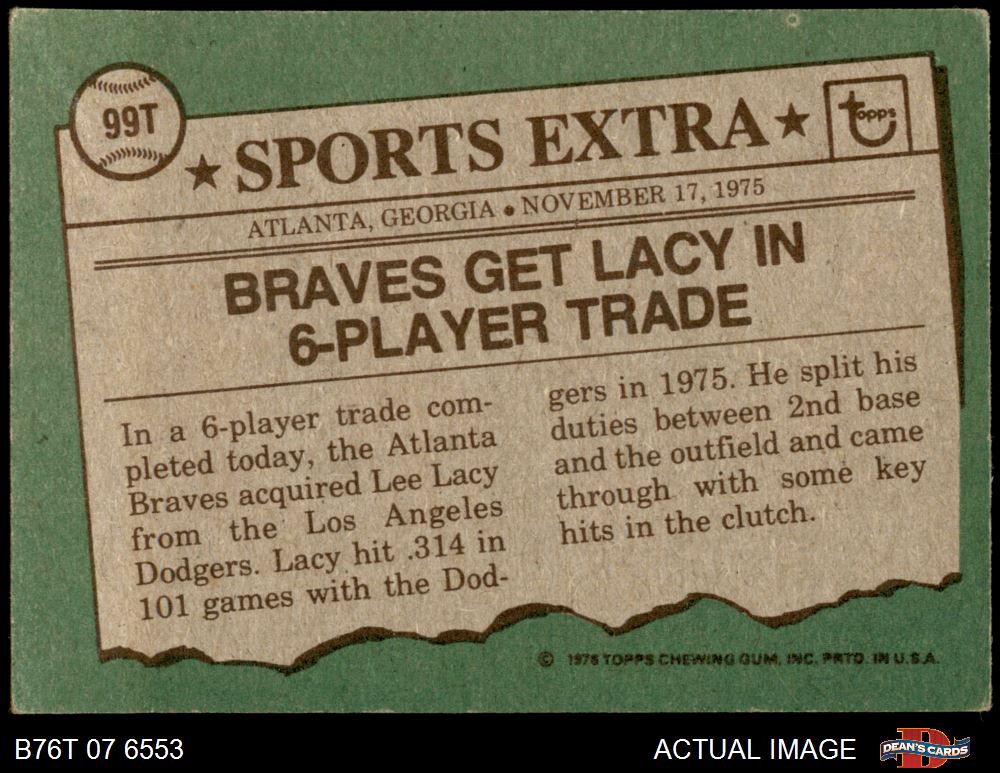 99T
★ SPORTS EXTRA ★
topps
ATLANTA, GEORGIA • NOVEMBER 17, 1975
BRAVES GET LACY IN
6-PLAYER TRADE
In a 6-player trade com-
pleted today, the Atlanta
Braves acquired Lee Lacy
from the Los Angeles
Dodgers. Lacy hit .314 in
101 games with the Dod-
gers in 1975. He split his
duties between 2nd base
and the outfield and came
through with some key
hits in the clutch.
© 1976 TOPPS CHEWING GUM, INC. PRTD. IN U.S.A.
B76T 07 6553
ACTUAL IMAGE
DEAN'S CARDS